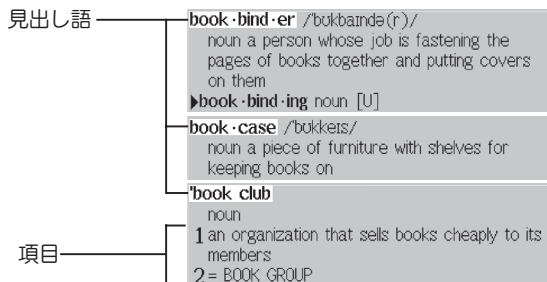 見出し語
book·bind·er /ˈbʊkbaɪndə(r)/
noun a person whose job is fastening the
pages of books together and putting covers
on them
▶book·bind·ing noun [U]
book·case /ˈbʊkkeɪs/
noun a piece of furniture with shelves for
keeping books on
ˈbook club
noun
項目
1 an organization that sells books cheaply to its
members
2 = BOOK GROUP